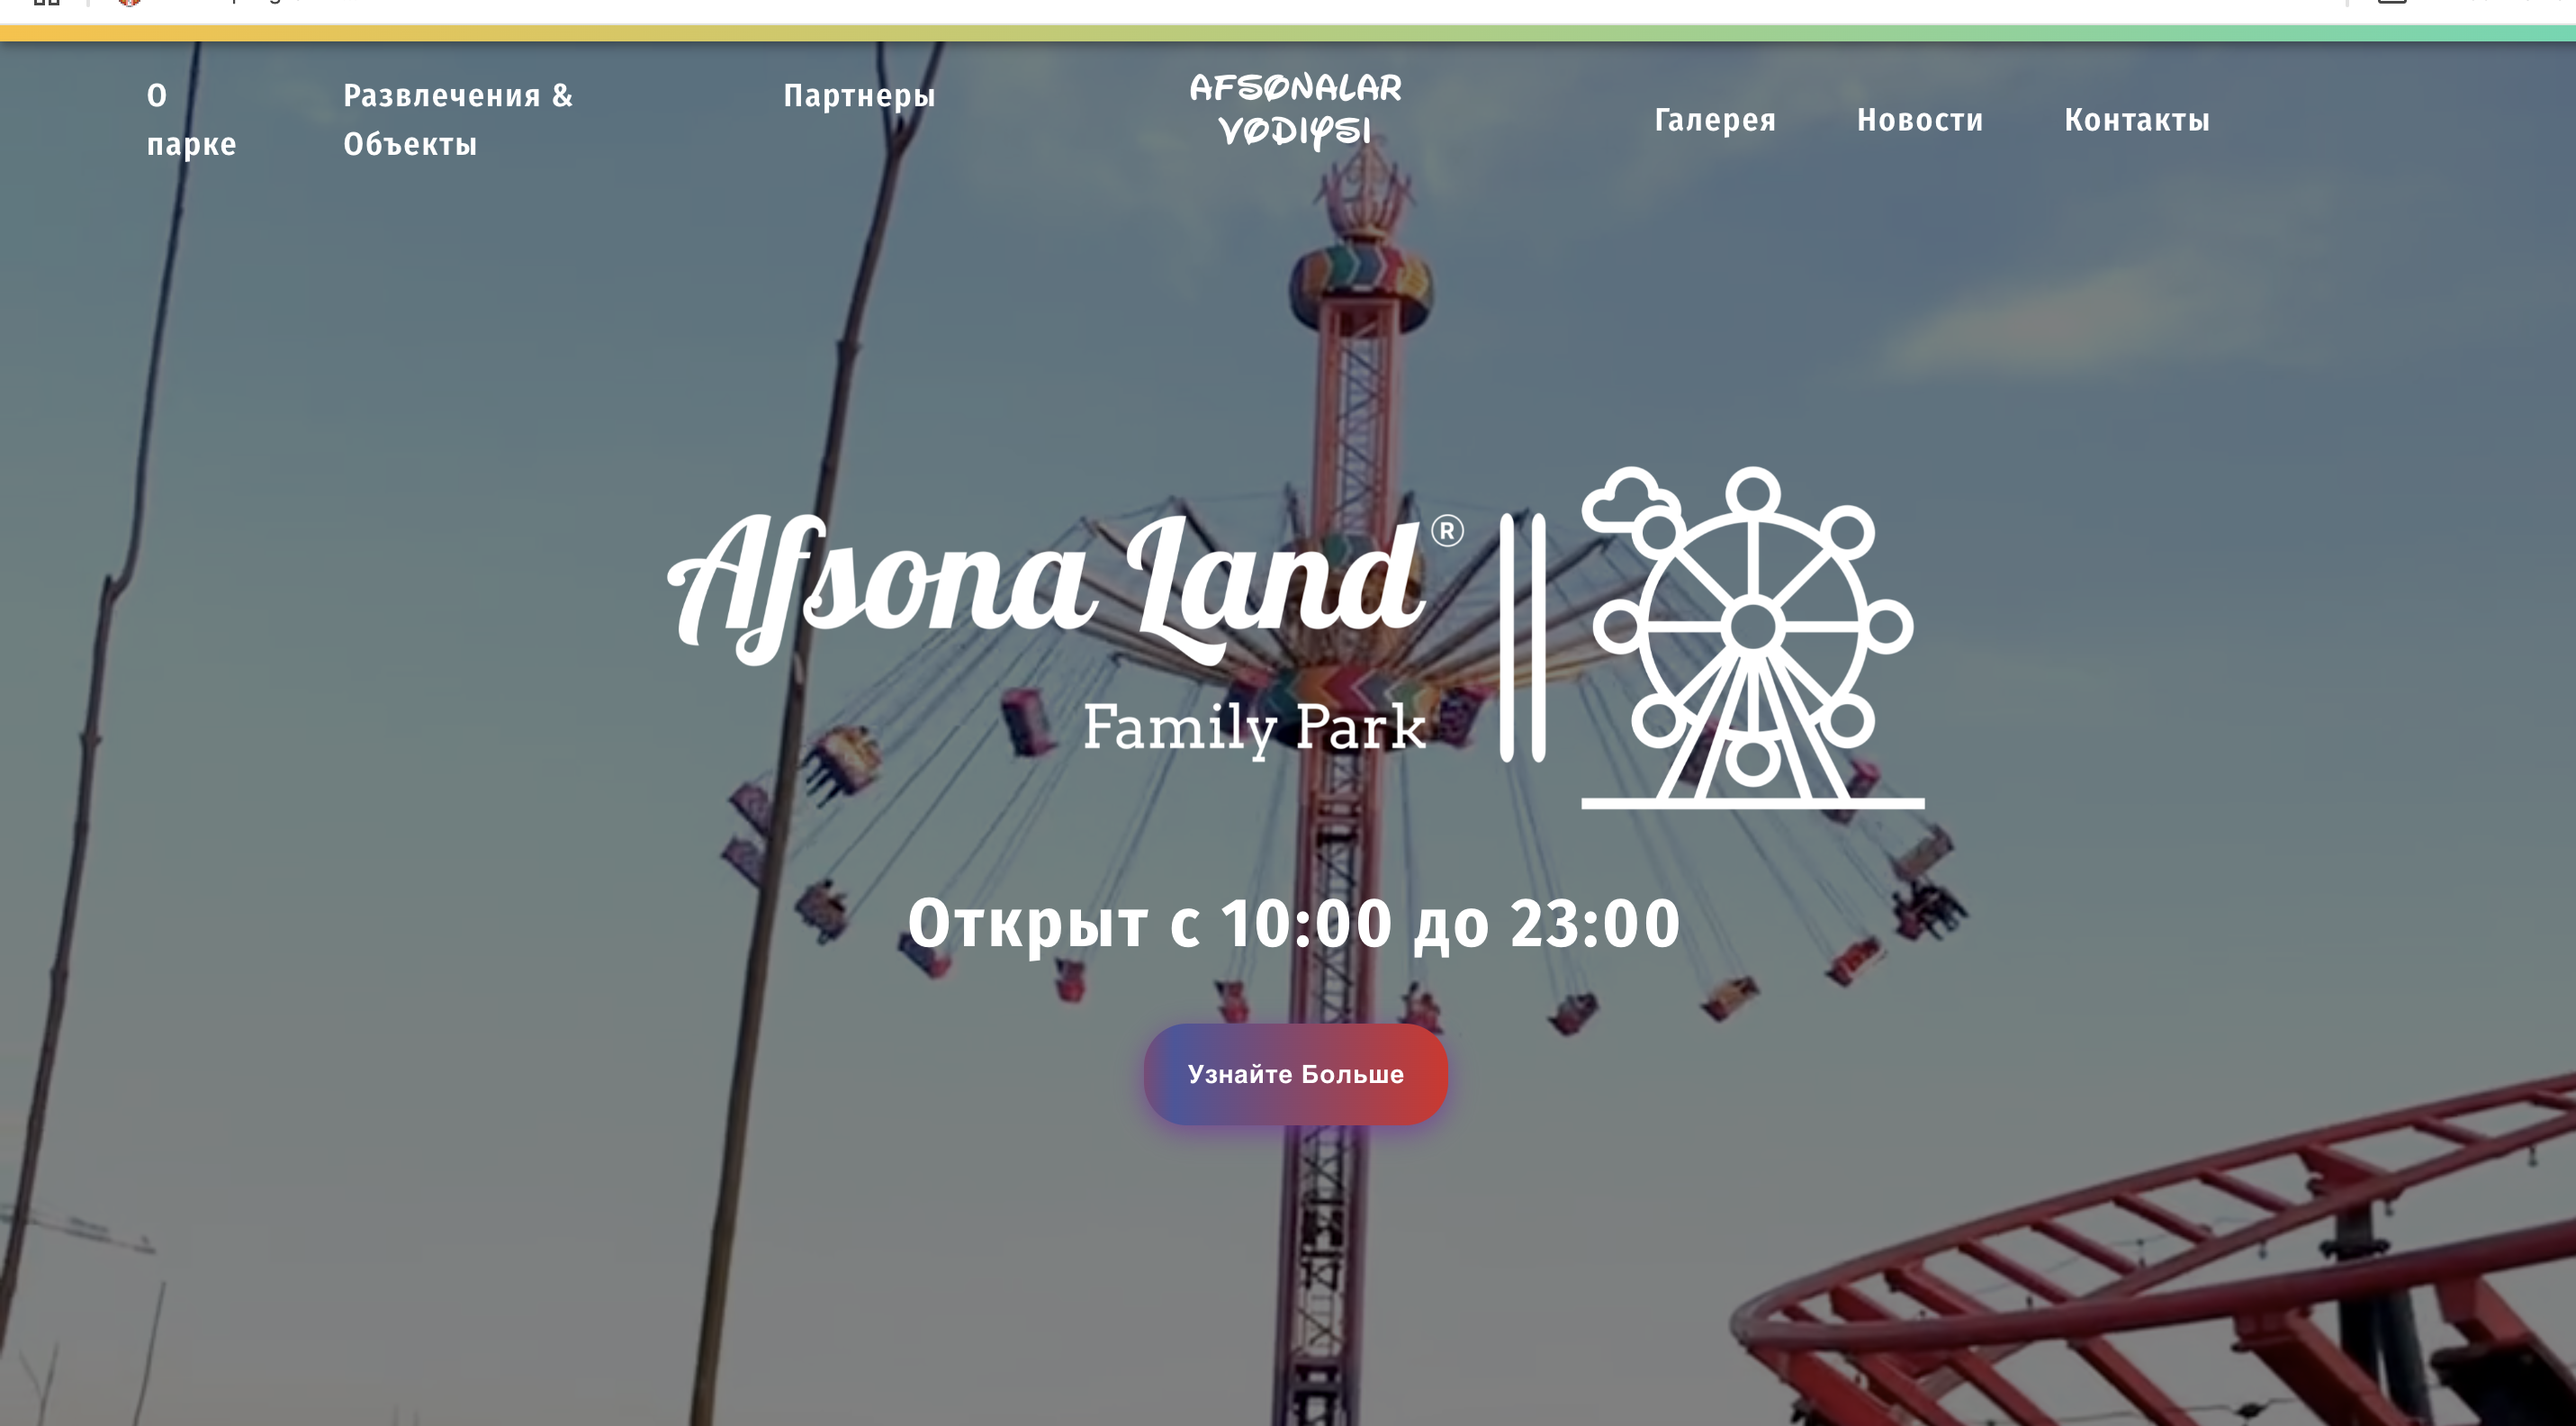 О
парке
Развлечения &
Объекты
Партнеры
AFSONALAR
VODIYSI
Галерея
Новости
Контакты
Afsona Land®
Family Park
Открыт с 10:00 до 23:00
Узнайте Больше